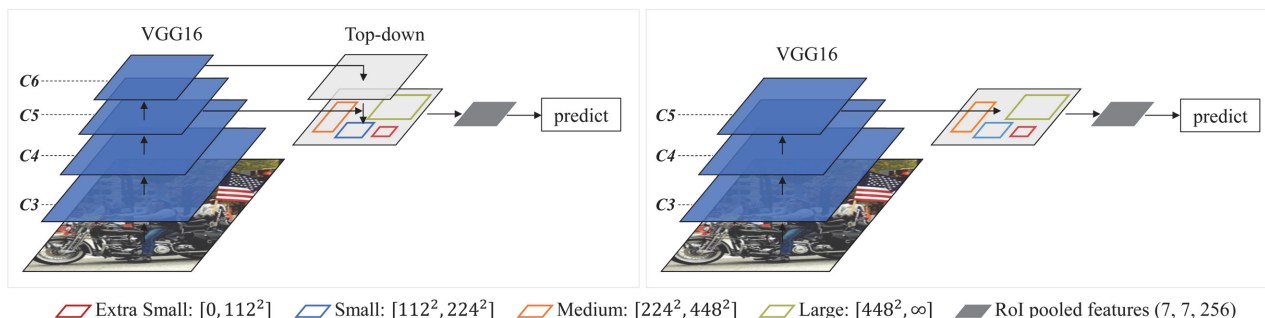 VGG16
Top-down
C6
C5
C4
C3
predict
VGG16
C5
C4
C3
predict
Extra Small: [0, 112²]
Small: [112², 224²]
Medium: [224², 448²]
Large: [448², ∞]
RoI pooled features (7, 7, 256)